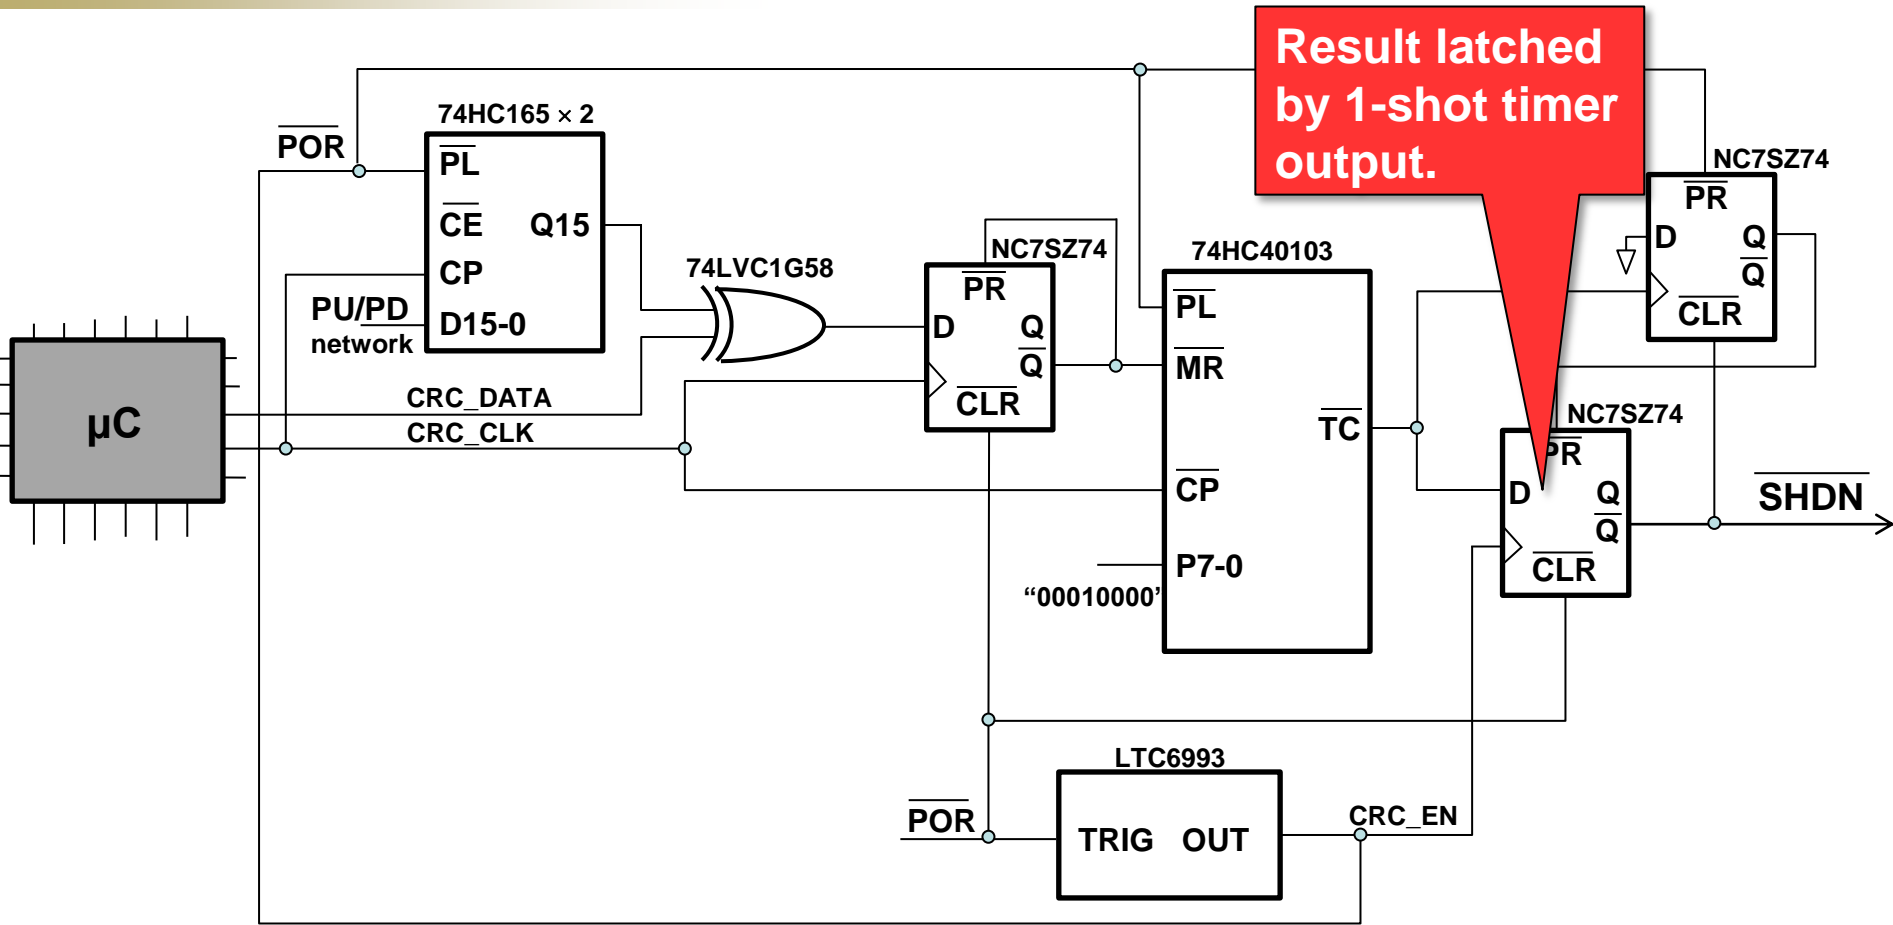 Result latched
by 1-shot timer
output.
74HC165 × 2
POR
PL
CE
Q15
CP
PU/PD
network
D15-0
µC
CRC_DATA
CRC_CLK
74LVC1G58
NC7SZ74
PR
D
Q
Q
CLR
74HC40103
PL
MR
TC
CP
P7-0
“00010000’
NC7SZ74
PR
D
Q
Q
CLR
NC7SZ74
PR
D
Q
Q
CLR
SHDN
LTC6993
POR
TRIG OUT
CRC_EN